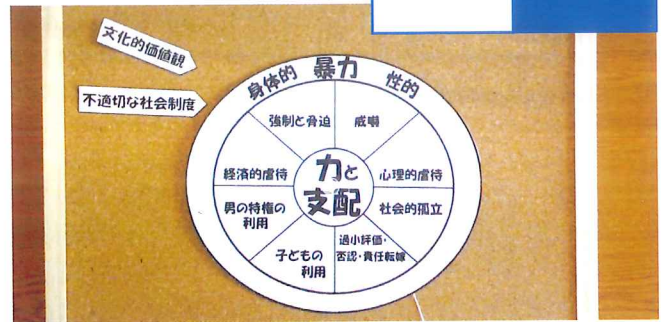 文化的価値観
不適切な社会制度
身体的 暴力 性的
強制と脅迫
威嚇
経済的虐待
心理的虐待
力と
支配
男の特権の
利用
社会的孤立
子どもの
利用
過小評価・
否認・責任転嫁